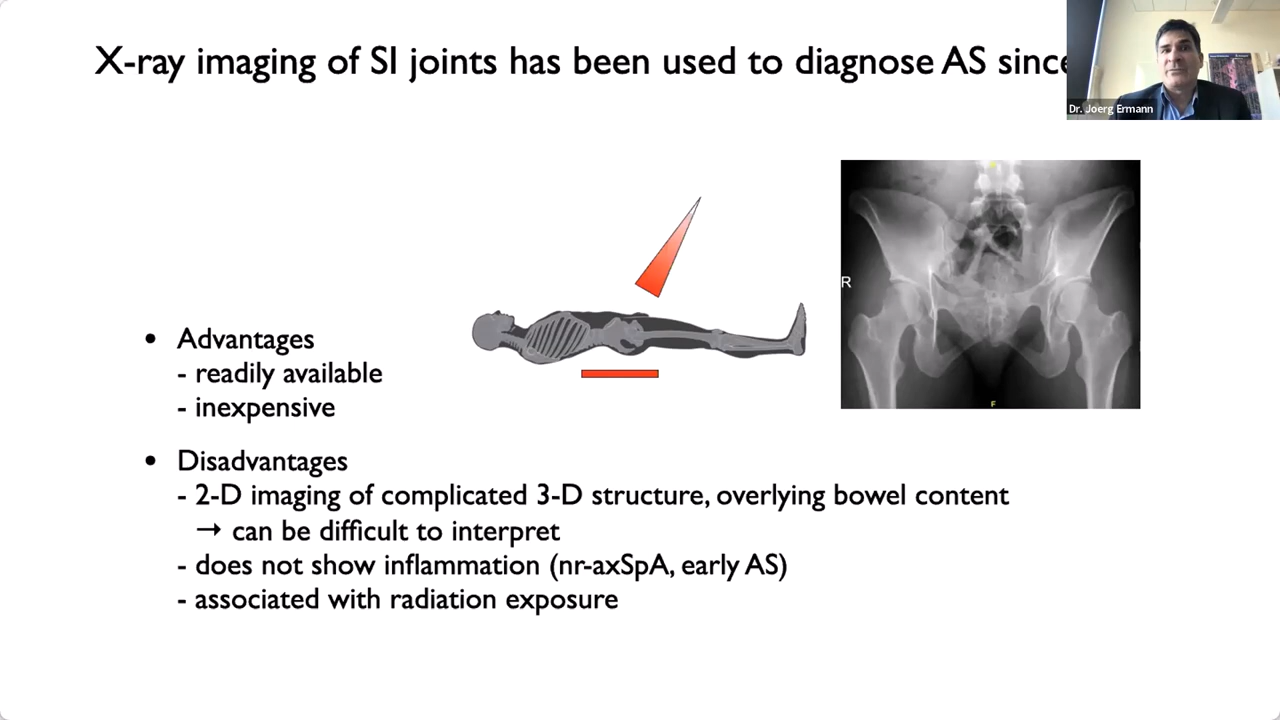 X-ray imaging of SI joints has been used to diagnose AS since
Dr. Joerg Ermann
R
F
• Advantages
- readily available
- inexpensive
• Disadvantages
- 2-D imaging of complicated 3-D structure, overlying bowel content
→ can be difficult to interpret
- does not show inflammation (nr-axSpA, early AS)
- associated with radiation exposure